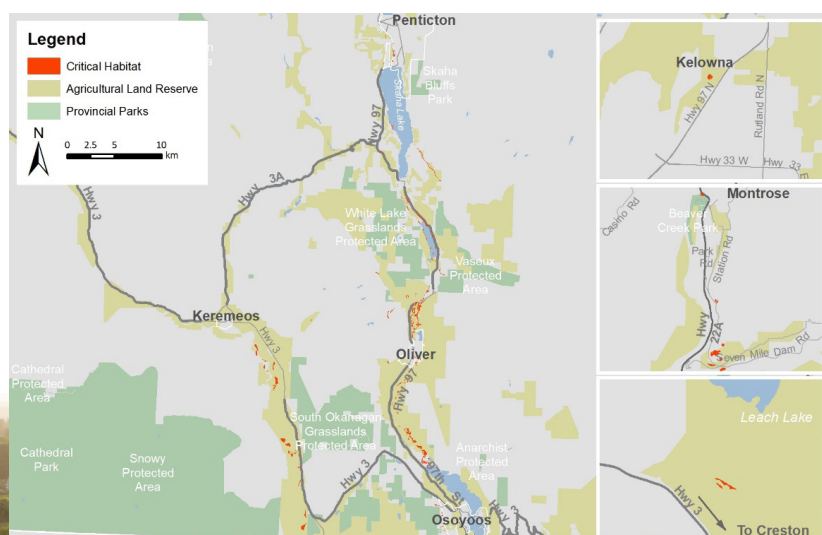 Legend
Critical Habitat
Agricultural Land Reserve
Provincial Parks
N
0 2.5 5 10
km
Penticton
Skaha
Bluffs
Park
Skaha Lake
Hwy 97
Hwy 3A
Hwy 3
White Lake
Grasslands
Protected Area
Vaseux
Protected
Area
Keremeos
Hwy 3
Oliver
Hwy 97
Cathedral
Protected
Area
Cathedral
Park
Snowy
Protected
Area
South Okanagan
Grasslands
Protected Area
Anarchist
Protected
Area
Hwy 3
97th St
Osoyoos
Hwy 3
Kelowna
Hwy 97 N
Rutland Rd N
Hwy 33 W
Hwy 33 E
Montrose
Casino Rd
Beaver
Creek Park
Park
Rd
Station Rd
Hwy
22A
Seven Mile Dam Rd
Leach Lake
Hwy 3
To Creston